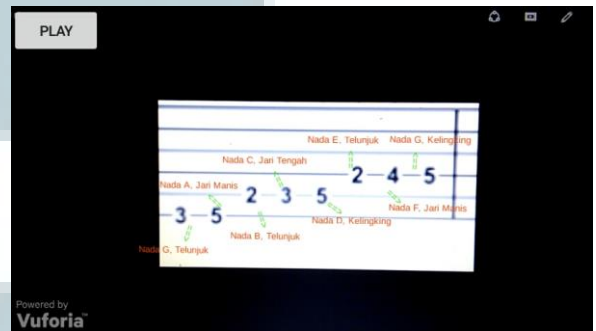 PLAY
Nada E, Telunjuk Nada G, Kelingking
Nada C, Jari Tengah
2 4 5
Nada A, Jari Manis
2 3 5
Nada F, Jari Manis
3 5
Nada D, Kelingking
Nada B, Telunjuk
Nada G, Telunjuk
Powered by
Vuforia™